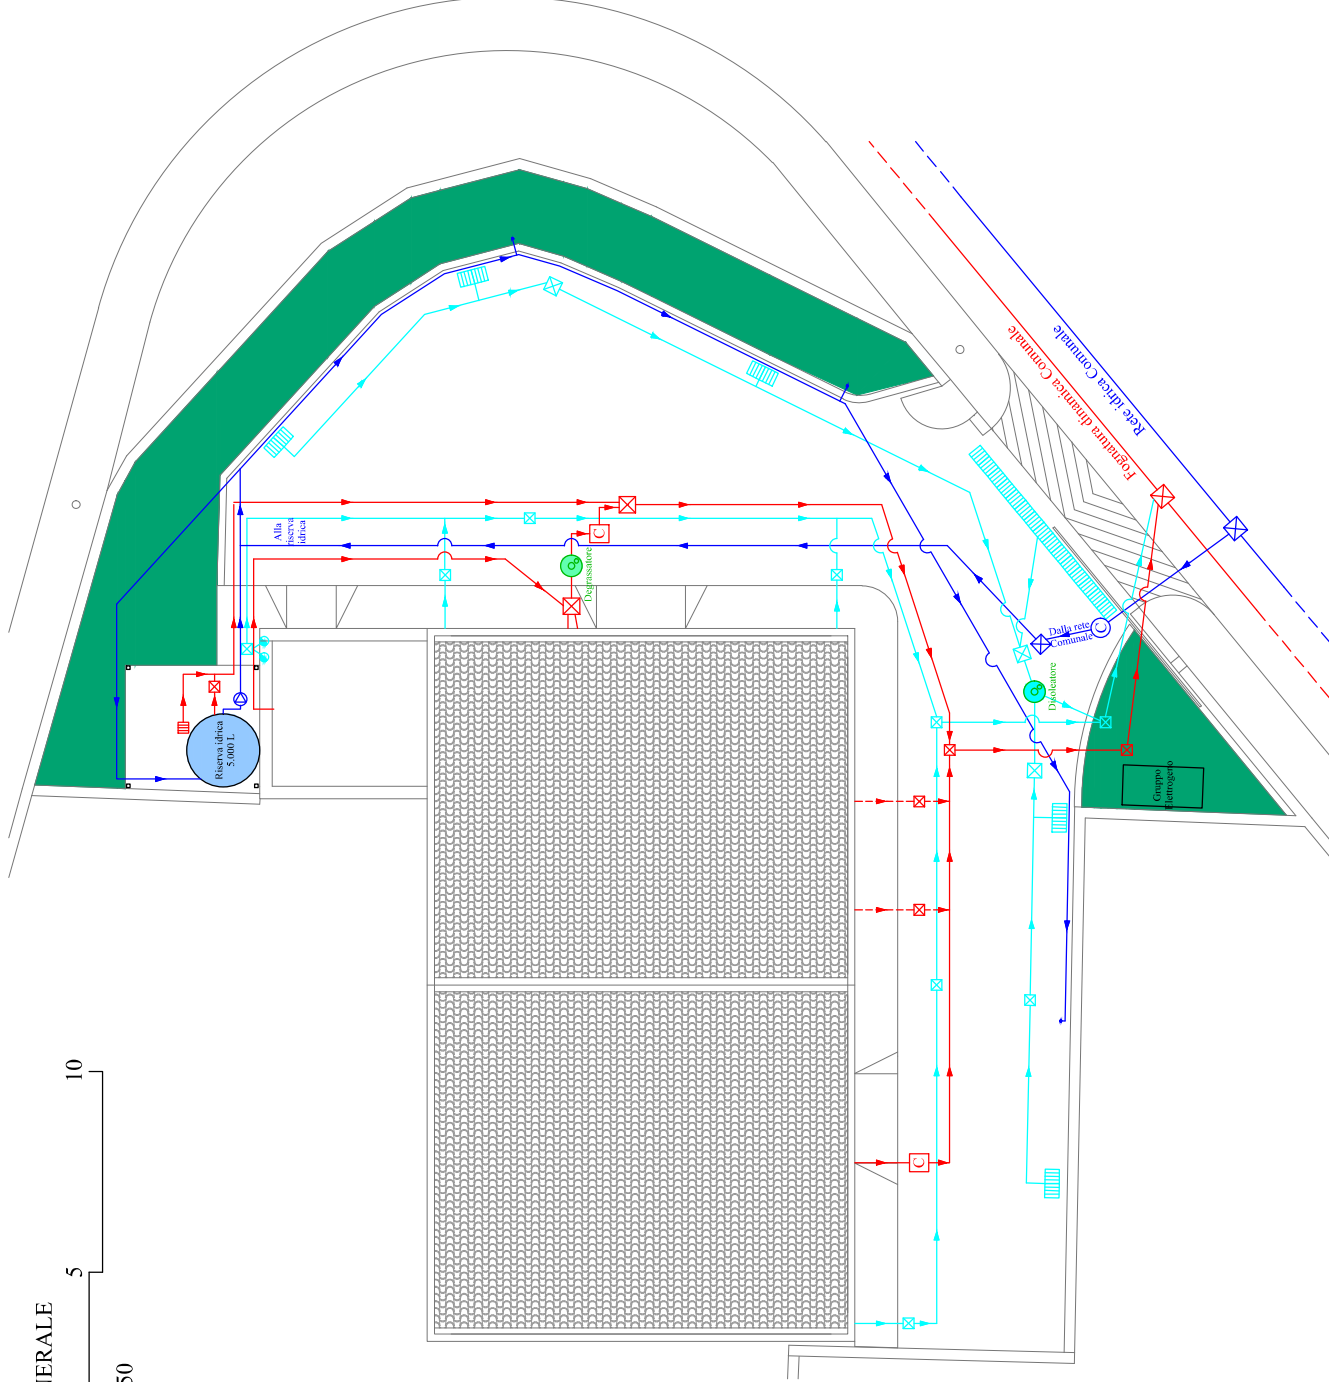 Rete idrica Comunale
Fognatura dinamica Comunale
Alla
riserva
idrica
C
Degrassatore
Dalla rete
Comunale
C
Disoleatore
Riserva idrica
5.000 L
Gruppo
Elettrogeno
C
10
5
NERALE
50